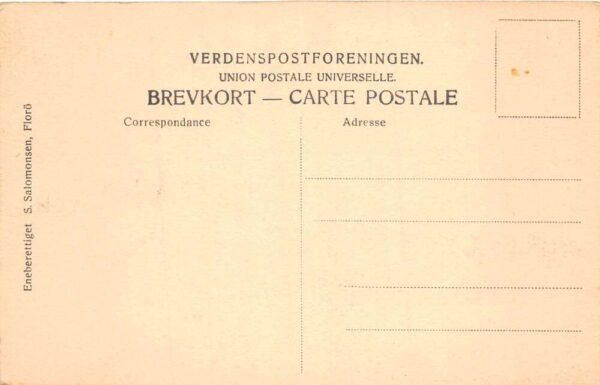 VERDENSPOSTFORENINGEN.
UNION POSTALE UNIVERSELLE.
BREVKORT — CARTE POSTALE
Correspondance
Adresse
Eneberettiget S. Salomonsen, Florö